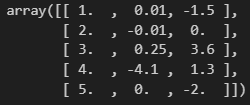 array([[ 1.  ,  0.01, -1.5 ],
       [ 2.  , -0.01,  0.  ],
       [ 3.  ,  0.25,  3.6 ],
       [ 4.  , -4.1 ,  1.3 ],
       [ 5.  ,  0.  , -2.  ]])